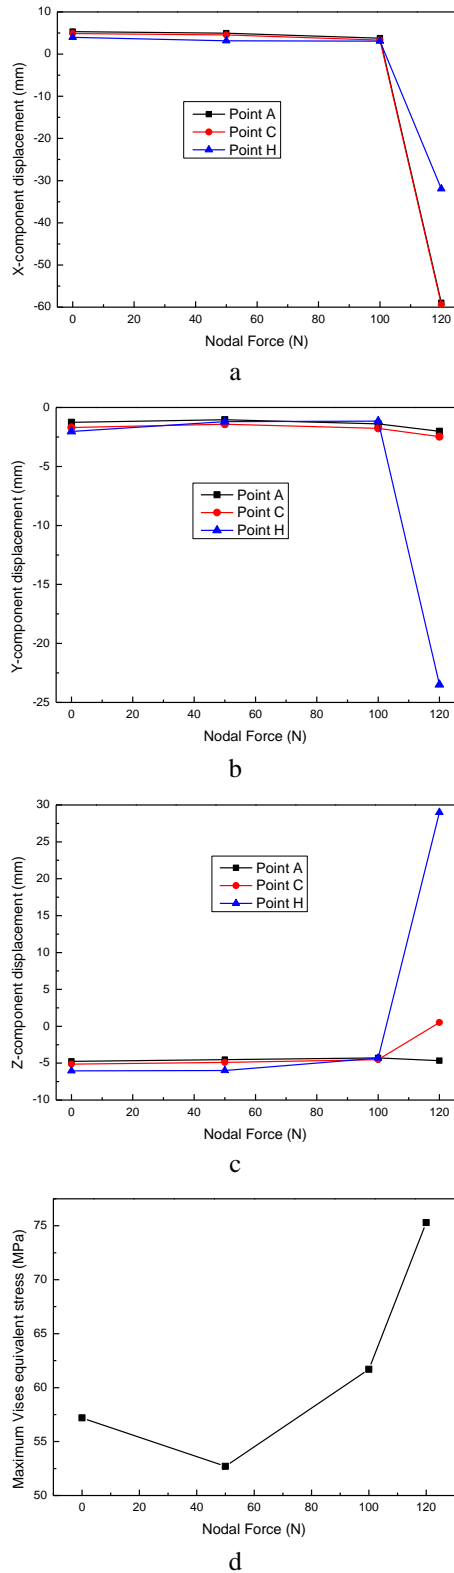 10
0
-10
-20
-30
-40
-50
-60
X-component displacement (mm)
Point A
Point C
Point H
0 20 40 60 80 100 120
Nodal Force (N)
a
0
-5
-10
-15
-20
-25
Y-component displacement (mm)
Point A
Point C
Point H
0 20 40 60 80 100 120
Nodal Force (N)
b
30
25
20
15
10
5
0
-5
-10
Z-component displacement (mm)
Point A
Point C
Point H
0 20 40 60 80 100 120
Nodal Force (N)
c
75
70
65
60
55
50
Maximum Vises equivalent stress (MPa)
0 20 40 60 80 100 120
Nodal Force (N)
d